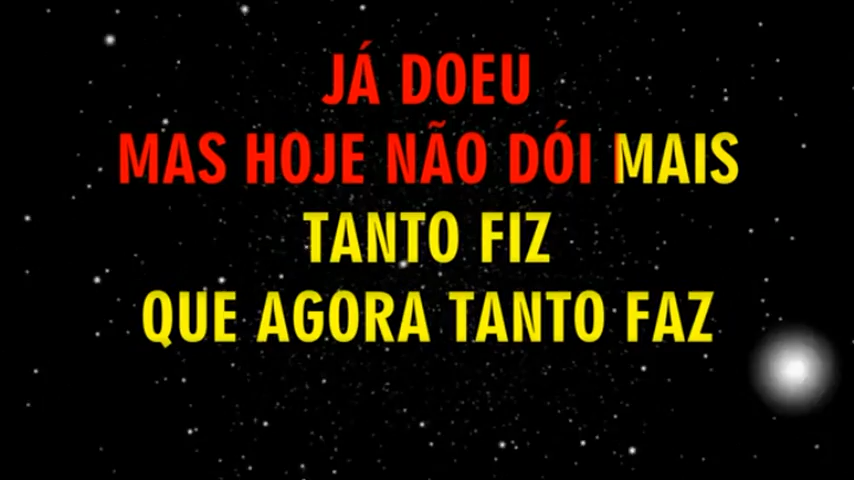 JÁ DOEU
MAS HOJE NÃO DÓI MAIS
TANTO FIZ
QUE AGORA TANTO FAZ